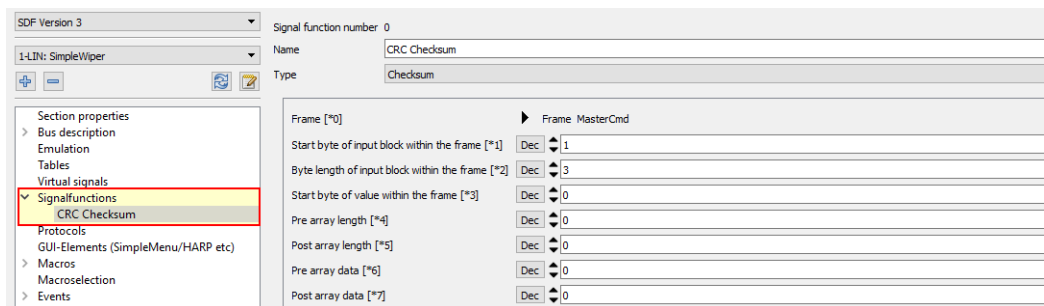 SDF Version 3
1-LIN: SimpleWiper
Section properties
Bus description
Emulation
Tables
Virtual signals
Signalfunctions
CRC Checksum
Protocols
GUI-Elements (SimpleMenu/HARP etc)
Macros
Macroselection
Events
Signal function number 0
Name CRC Checksum
Type Checksum
Frame [*0] Frame MasterCmd
Start byte of input block within the frame [*1] Dec 1
Byte length of input block within the frame [*2] Dec 3
Start byte of value within the frame [*3] Dec 0
Pre array length [*4] Dec 0
Post array length [*5] Dec 0
Pre array data [*6] Dec 0
Post array data [*7] Dec 0